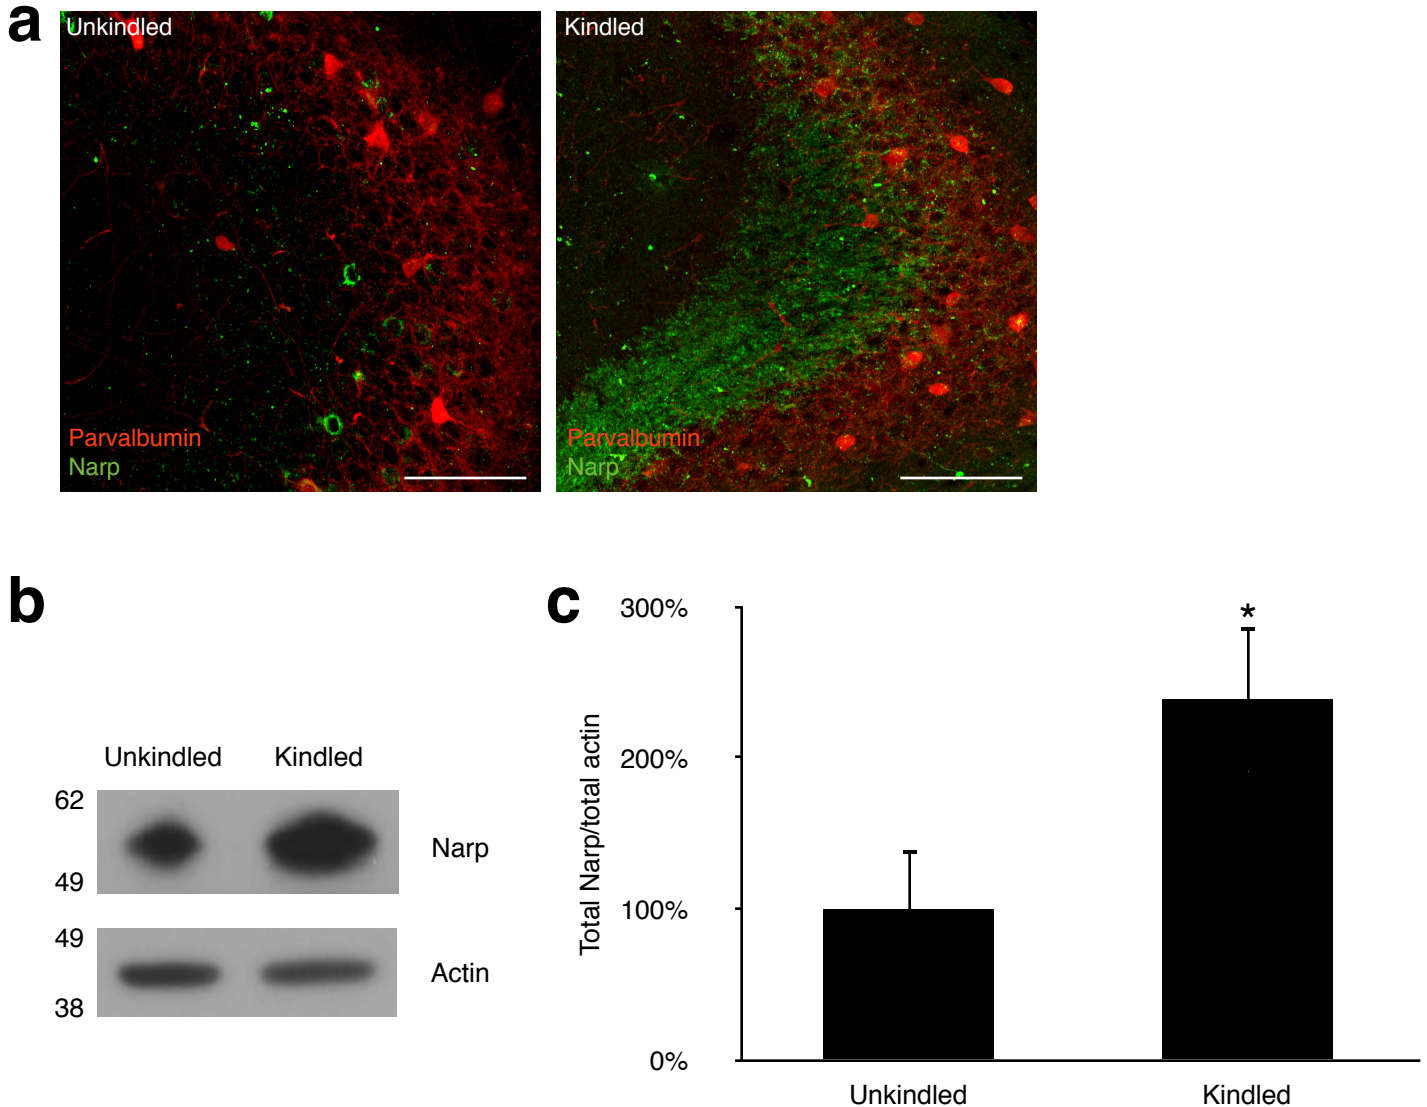 a
Unkindled
Kindled
Parvalbumin
Narp
Parvalbumin
Narp
b
Unkindled
Kindled
62
49
Narp
49
38
Actin
c
Total Narp/total actin
300%
200%
100%
0%
*
Unkindled
Kindled